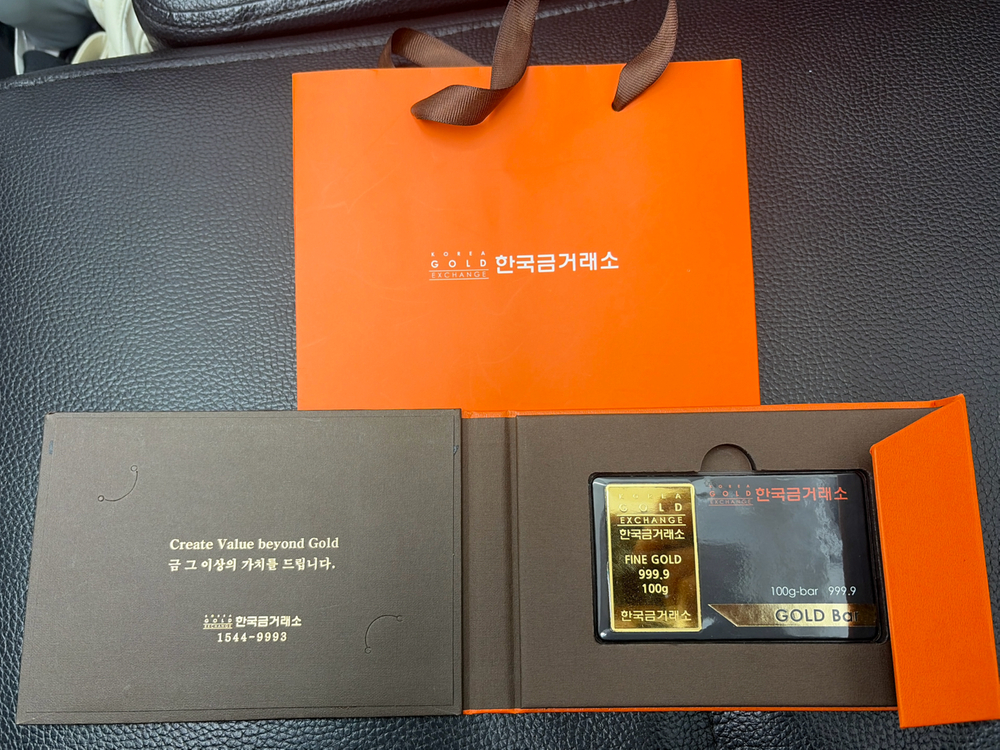 KOREA
GOLD
EXCHANGE
한국금거래소
Create Value beyond Gold
금 그 이상의 가치를 드립니다.
KOREA
GOLD
EXCHANGE
한국금거래소
1544-9993
KOREA
GOLD
EXCHANGE
한국금거래소
FINE GOLD
999.9
100g
한국금거래소
KOREA
GOLD
EXCHANGE
한국금거래소
100g-bar 999.9
GOLD Bar